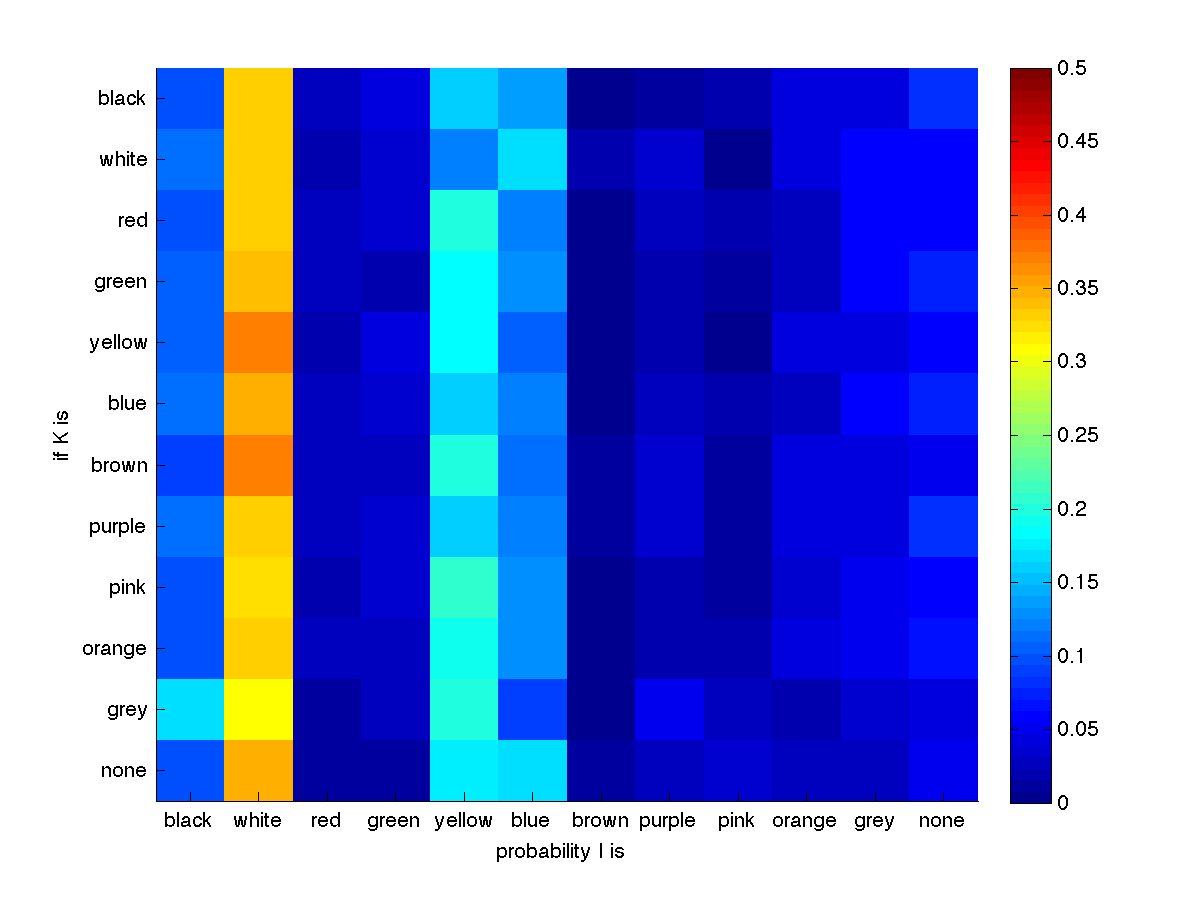 black
white
red
green
yellow
blue
brown
purple
pink
orange
grey
none
if K is
black white red green yellow blue brown purple pink orange grey none
probability I is
0.5
0.45
0.4
0.35
0.3
0.25
0.2
0.15
0.1
0.05
0